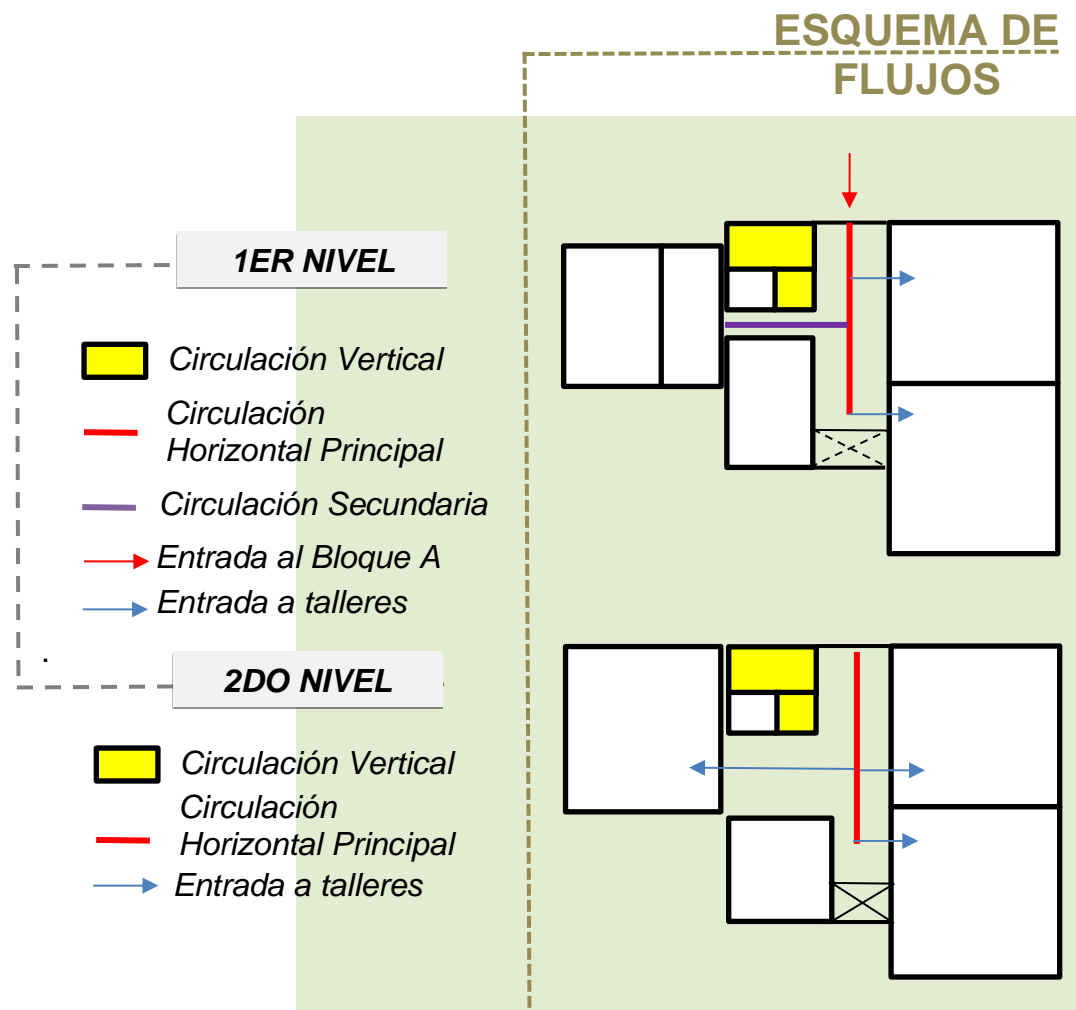 ESQUEMA DE
FLUJOS
1ER NIVEL
Circulación Vertical
Circulación
Horizontal Principal
Circulación Secundaria
Entrada al Bloque A
Entrada a talleres
.
2DO NIVEL
Circulación Vertical
Circulación
Horizontal Principal
Entrada a talleres